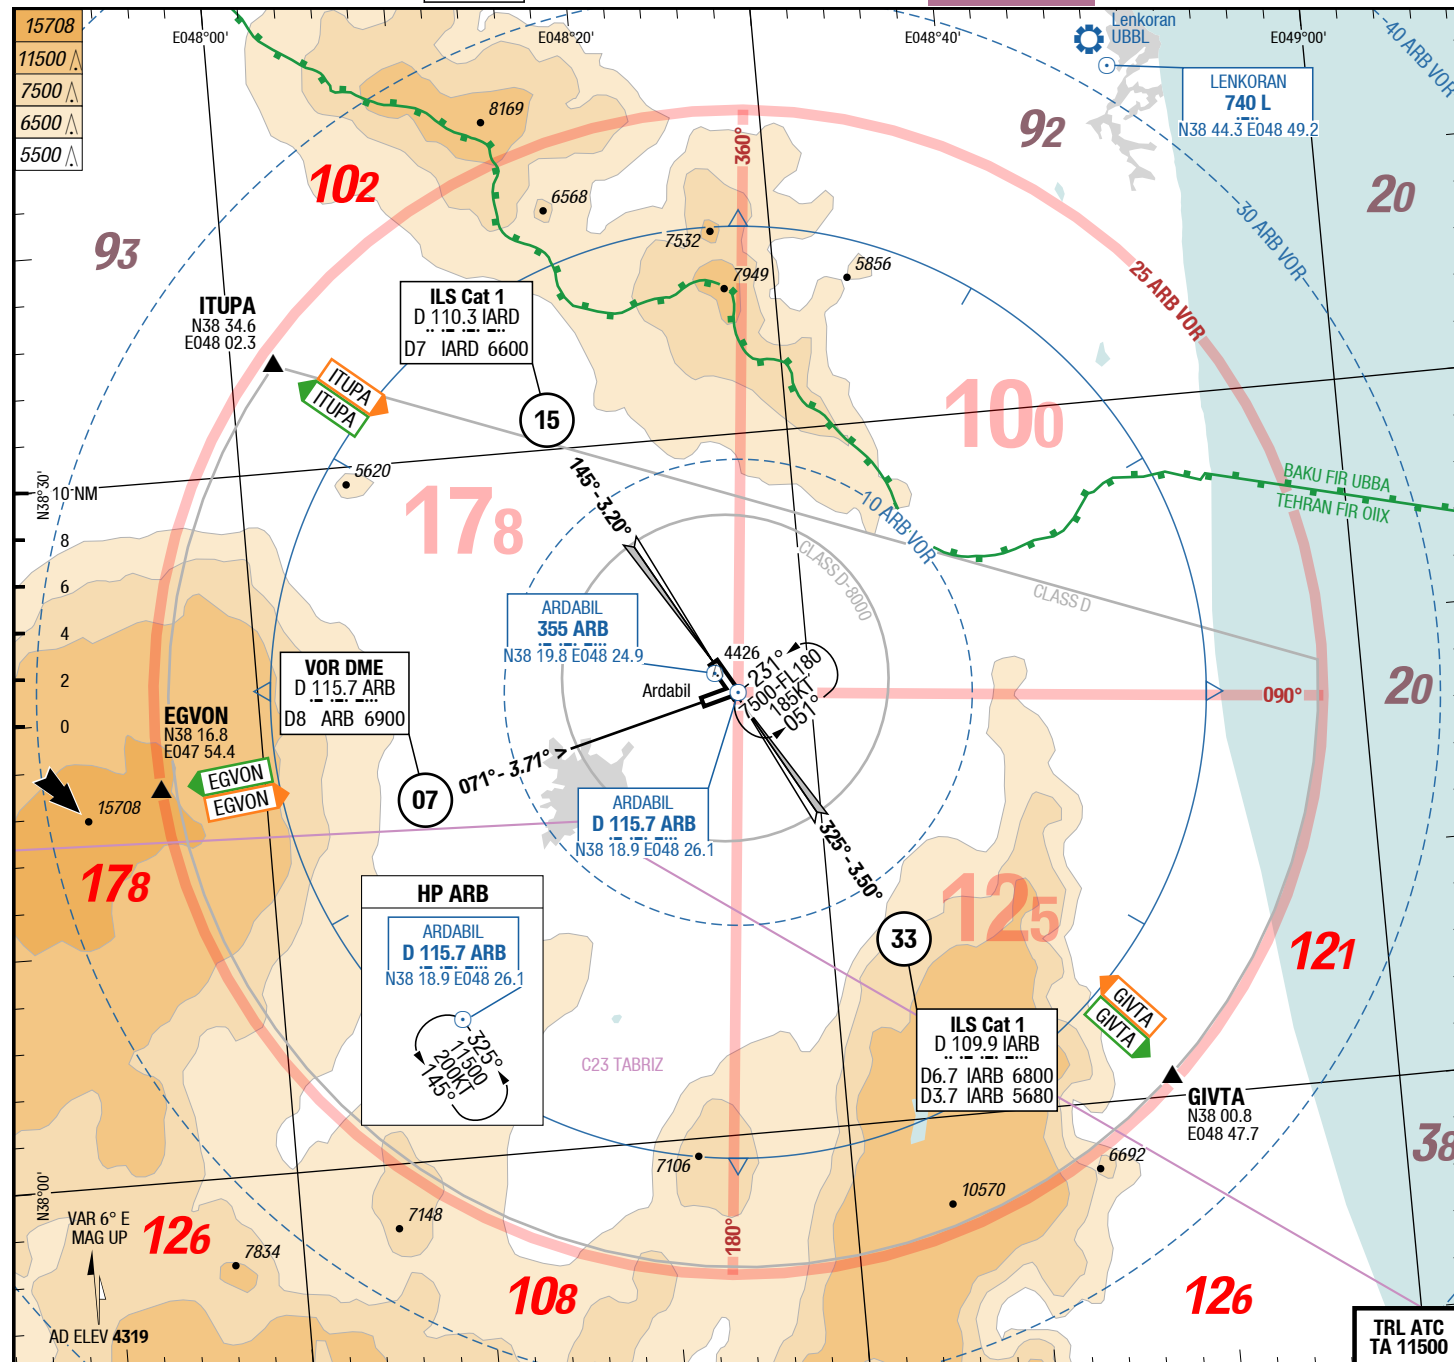 15708
11500
7500
6500
5500
E048°00'
E048°20'
E048°40'
E049°00'
Lenkoran
UBBL
LENKORAN
740 L
N38 44.3 E048 49.2
40 ARB VOR
30 ARB VOR
25 ARB VOR
10 ARB VOR
360°
090°
180°
8169
6568
7532
7949
5856
102
93
92
20
ITUPA
N38 34.6
E048 02.3
ITUPA
ITUPA
ILS Cat 1
D 110.3 IARD
D7 IARD 6600
15
145°- 3.20°
100
178
5620
N38°30'
10 NM
8
6
4
2
0
BAKU FIR UBBA
TEHRAN FIR OIIX
CLASS D-8000
CLASS D
ARDABIL
355 ARB
N38 19.8 E048 24.9
4426
Ardabil
231°
7500-FL180
185KT
051°
20
VOR DME
D 115.7 ARB
D8 ARB 6900
EGVON
N38 16.8
E047 54.4
EGVON
EGVON
07
071°- 3.71° >
15708
ARDABIL
D 115.7 ARB
N38 18.9 E048 26.1
325°- 3.50°
178
HP ARB
ARDABIL
D 115.7 ARB
N38 18.9 E048 26.1
325°
11500
200KT
145°
33
125
121
C23 TABRIZ
ILS Cat 1
D 109.9 IARB
D6.7 IARB 6800
D3.7 IARB 5680
GIVTA
GIVTA
GIVTA
N38 00.8
E048 47.7
38
N38°00'
7106
6692
10570
7148
7834
VAR 6° E
MAG UP
AD ELEV 4319
126
108
126
TRL ATC
TA 11500